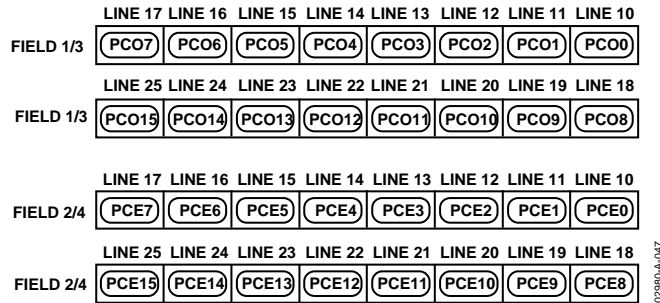 LINE 17 LINE 16 LINE 15 LINE 14 LINE 13 LINE 12 LINE 11 LINE 10
FIELD 1/3 PCO7 PCO6 PCO5 PCO4 PCO3 PCO2 PCO1 PCO0
LINE 25 LINE 24 LINE 23 LINE 22 LINE 21 LINE 20 LINE 19 LINE 18
FIELD 1/3 PCO15 PCO14 PCO13 PCO12 PCO11 PCO10 PCO9 PCO8
LINE 17 LINE 16 LINE 15 LINE 14 LINE 13 LINE 12 LINE 11 LINE 10
FIELD 2/4 PCE7 PCE6 PCE5 PCE4 PCE3 PCE2 PCE1 PCE0
LINE 25 LINE 24 LINE 23 LINE 22 LINE 21 LINE 20 LINE 19 LINE 18
FIELD 2/4 PCE15 PCE14 PCE13 PCE12 PCE11 PCE10 PCE9 PCE8
02980-A-047